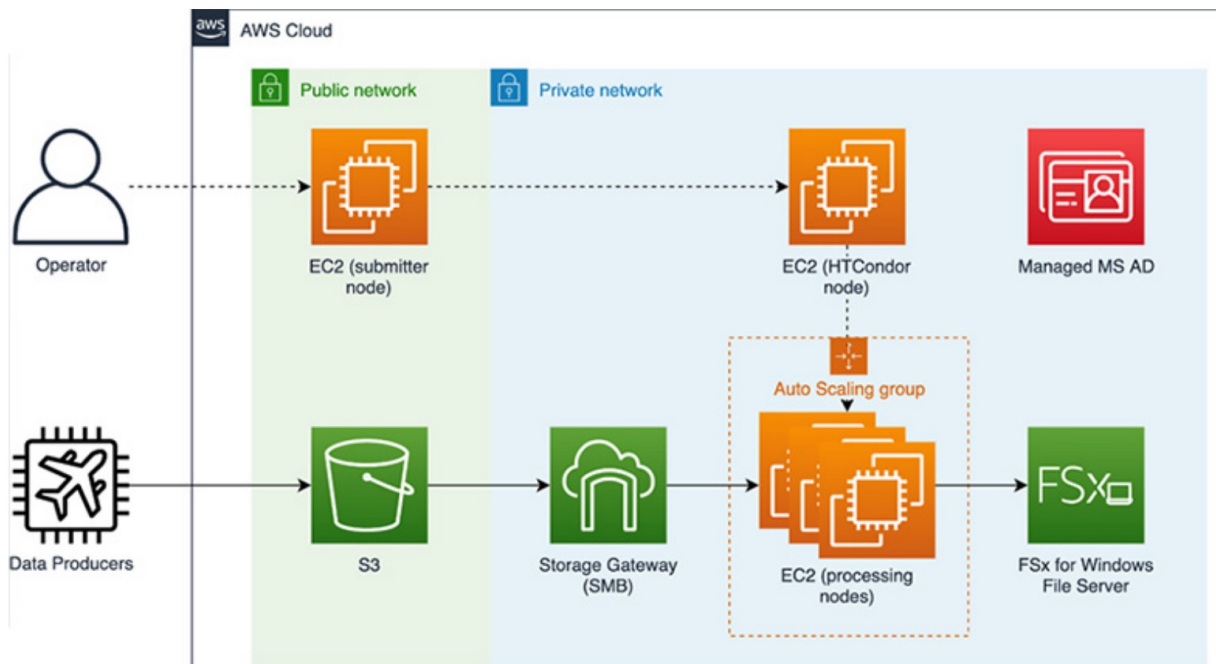 aws
AWS Cloud
Public network
Private network
Operator
EC2 (submitter
node)
EC2 (HTCondor
node)
Managed MS AD
Auto Scaling group
Data Producers
S3
Storage Gateway
(SMB)
EC2 (processing
nodes)
FSx
FSx for Windows
File Server